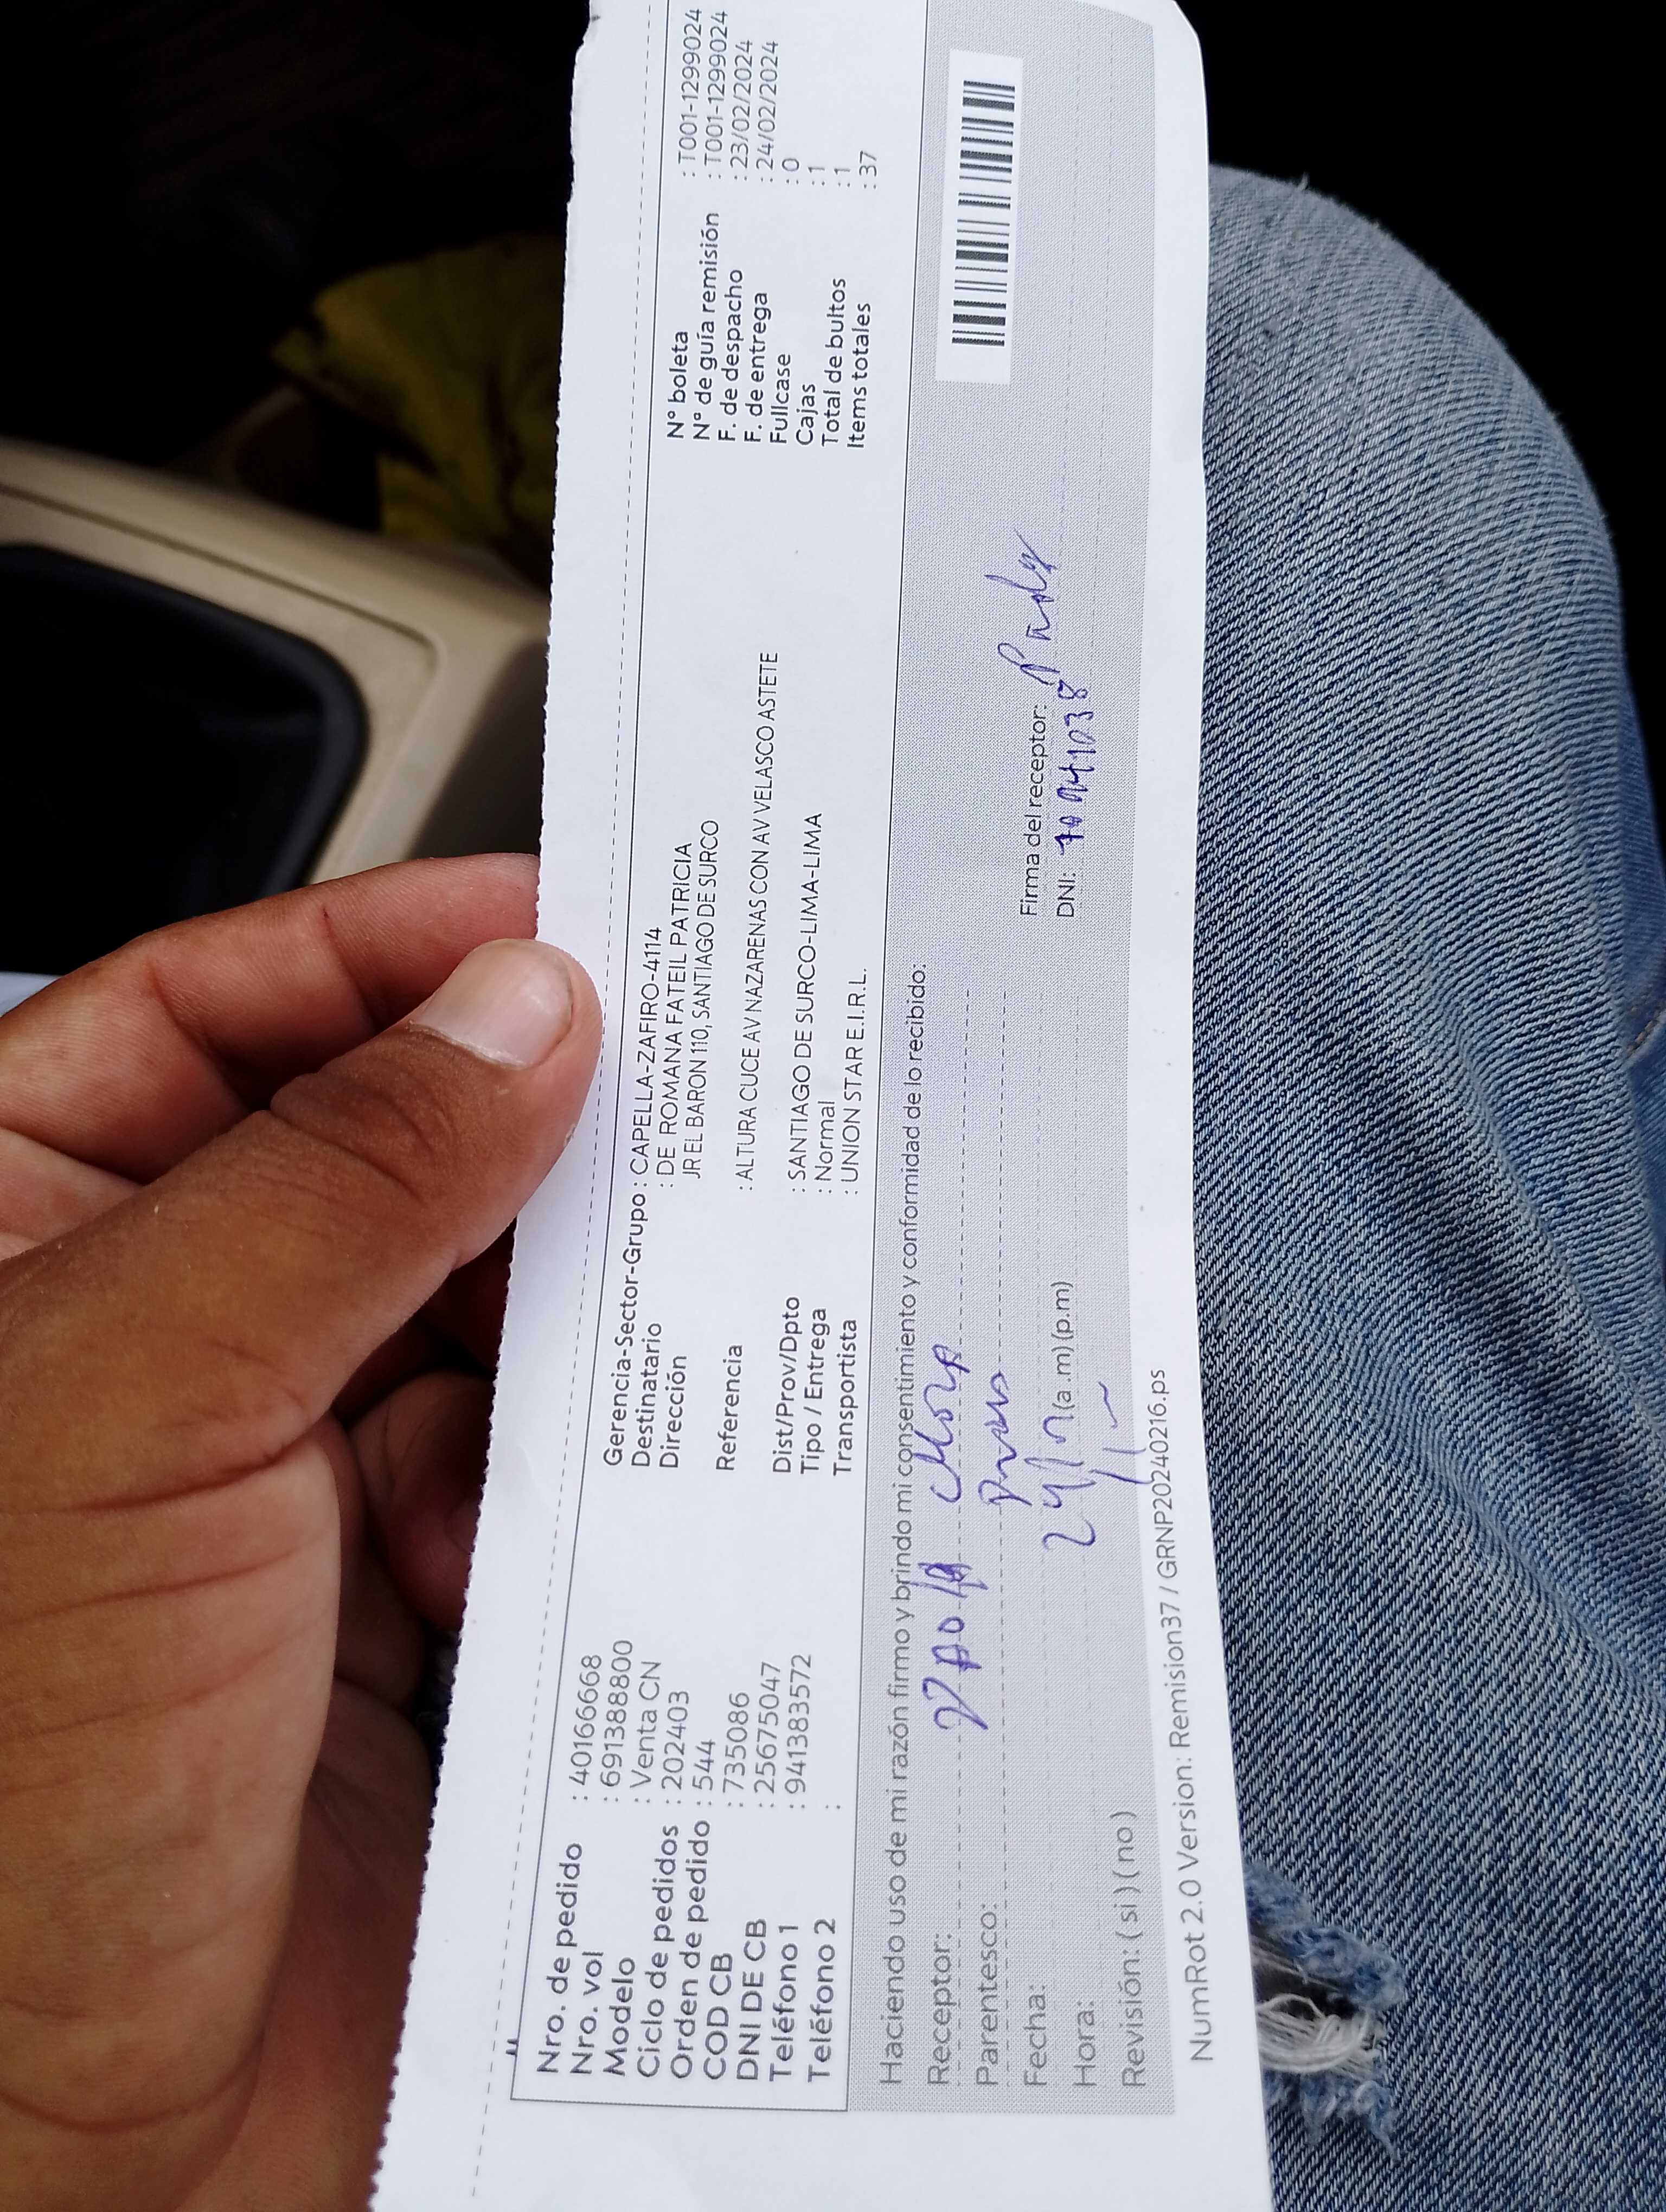 Nro. de pedido : 40166668
Nro. vol : 691388800
Modelo : Venta CN
Ciclo de pedidos : 202403
Orden de pedido : 544
COD CB : 735086
DNI DE CB : 25675047
Teléfono 1 : 941383572
Teléfono 2 :
Gerencia-Sector-Grupo : CAPELLA-ZAFIRO-4114
Destinatario : DE ROMANA FATEIL PATRICIA
Dirección JR EL BARON 110, SANTIAGO DE SURCO
Referencia : ALTURA CUCE AV NAZARENAS CON AV VELASCO ASTETE
Dist/Prov/Dpto : SANTIAGO DE SURCO-LIMA-LIMA
Tipo / Entrega : Normal
Transportista : UNION STAR E.I.R.L.
N° boleta : T001-1299024
N° de guía remisión : T001-1299024
F. de despacho : 23/02/2024
F. de entrega : 24/02/2024
Fullcase : 0
Cajas : 1
Total de bultos : 1
Items totales : 37
Haciendo uso de mi razón firmo y brindo mi consentimiento y conformidad de lo recibido:
Receptor: Paola
Parentesco:
Fecha:
Hora: (a.m)(p.m)
Revisión: ( si ) ( no )
Firma del receptor:
DNI:
NumRot 2.0 Version: Remision37 / GRNP20240216.ps